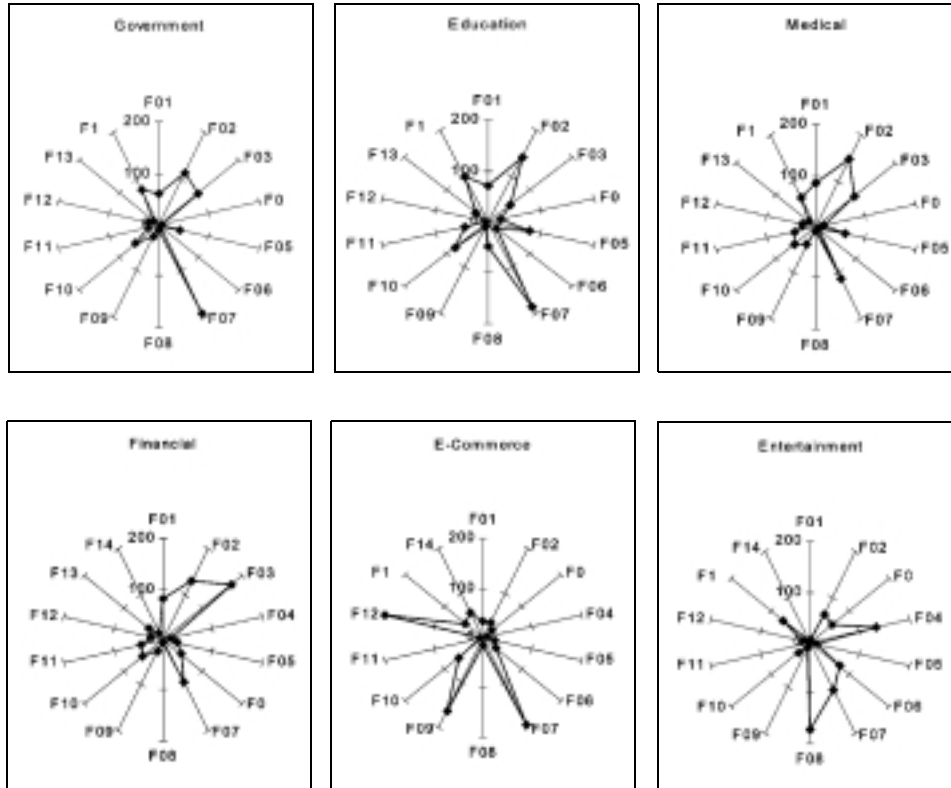 Government
F01
200
F1 F02
F13 F03
100
F12 F0
F11 F05
F10 F06
F09 F07
F08
Education
F01
200
F1 F02
F13 F03
100
F12 F0
F11 F05
F10 F06
F09 F07
F08
Medical
F01
200
F1 F02
F13 F03
100
F12 F0
F11 F05
F10 F06
F09 F07
F08
Financial
F01
200
F14 F02
F13 F03
100
F12 F04
F11 F05
F10 F0
F09 F07
F08
E-Commerce
F01
200
F14 F02
F1 F0
100
F12 F04
F11 F05
F10 F06
F09 F07
F08
Entertainment
F01
200
F14 F02
F1 F0
100
F12 F04
F11 F05
F10 F06
F09 F07
F08